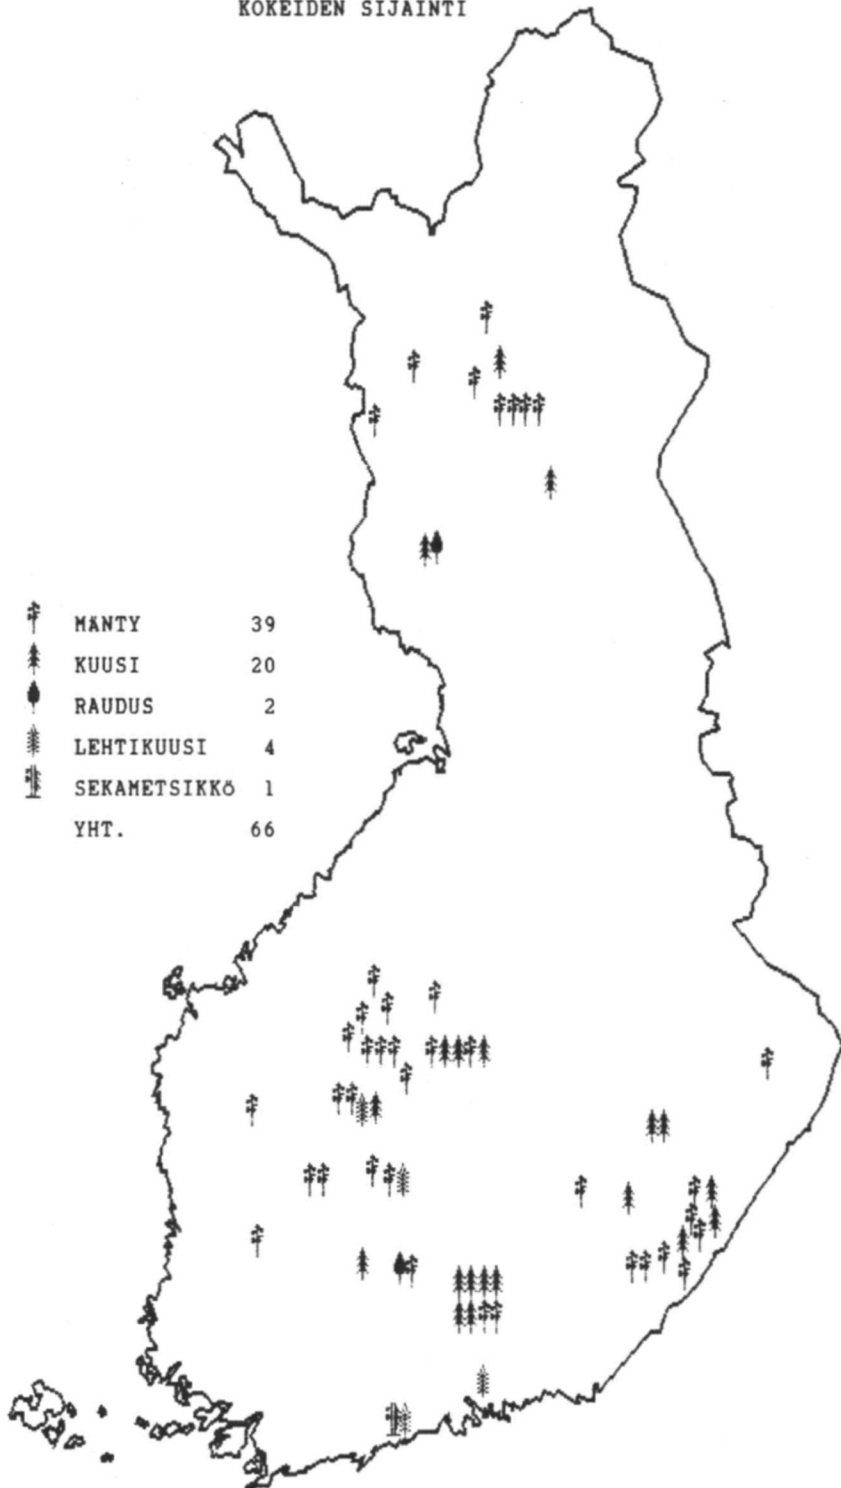 KOKEIDEN SIJAINTI
MÄNTY 39
KUUSI 20
RAUDUS 2
LEHTIKUUSI 4
SEKAMETSIKKÖ 1
YHT. 66